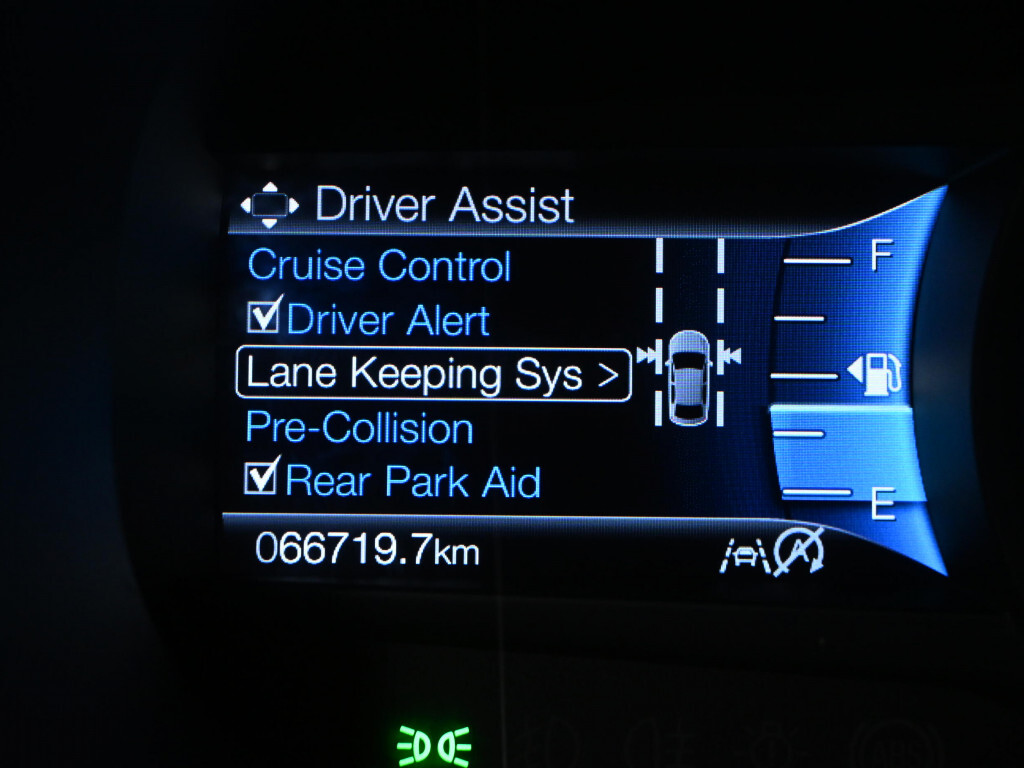 Driver Assist
Cruise Control
Driver Alert
Lane Keeping Sys >
Pre-Collision
Rear Park Aid
066719.7km
F
E
A